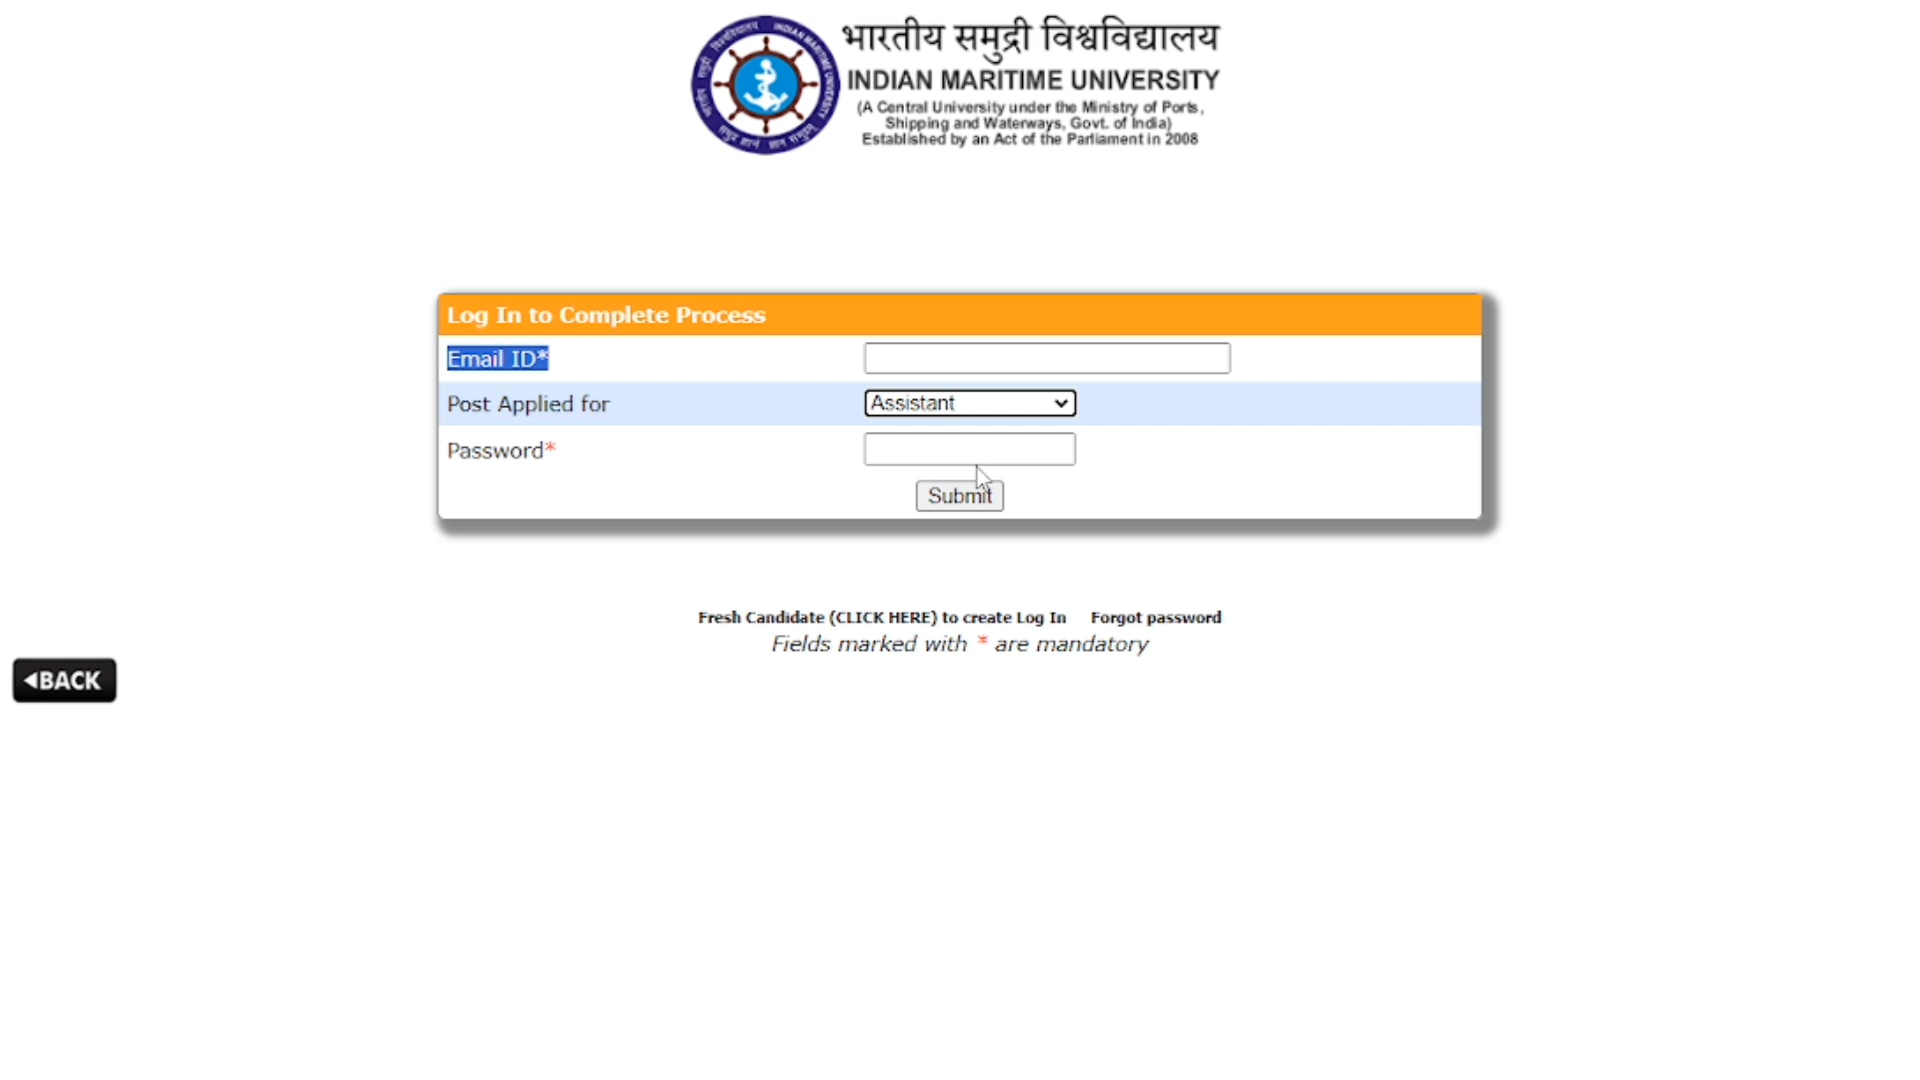 भारतीय समुद्री विश्वविद्यालय
INDIAN MARITIME UNIVERSITY
(A Central University under the Ministry of Ports,
Shipping and Waterways, Govt. of India)
Established by an Act of the Parliament in 2008
INDIAN MARITIME UNIVERSITY
Log In to Complete Process
Email ID*
Post Applied for Assistant
Password*
Submit
Fresh Candidate (CLICK HERE) to create Log In Forgot password
Fields marked with * are mandatory
BACK